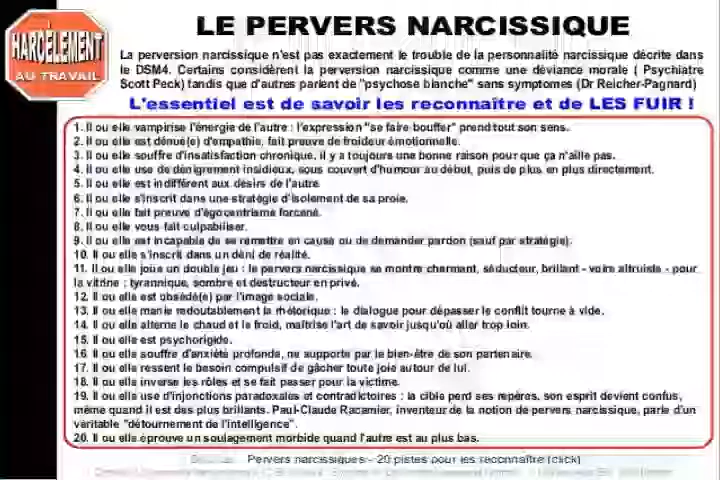 LE PERVERS NARCISSIQUE
HARCÈLEMENT
AU TRAVAIL
La perversion narcissique n'est pas exactement le trouble de la personnalité narcissique décrite dans
le DSM4. Certains considèrent la perversion narcissique comme une déviance morale ( Psychiatre
Scott Peck) tandis que d'autres parlent de "psychose blanche" sans symptomes (Dr Reicher-Pagnard)
L'essentiel est de savoir les reconnaître et de LES FUIR !
1. Il ou elle vampirise l'énergie de l'autre : l'expression "se faire bouffer" prend tout son sens.
2. Il ou elle est dénué(e) d'empathie, fait preuve de froideur émotionnelle.
3. Il ou elle souffre d'insatisfaction chronique, il y a toujours une bonne raison pour que ça n'aille pas.
4. Il ou elle use de dénigrement insidieux, sous couvert d'humour au début, puis de plus en plus directement.
5. Il ou elle est indifférent aux désirs de l'autre
6. Il ou elle s'inscrit dans une stratégie d'isolement de sa proie.
7. Il ou elle fait preuve d'égocentrisme forcené.
8. Il ou elle vous fait culpabiliser.
9. Il ou elle est incapable de se remettre en cause ou de demander pardon (sauf par stratégie).
10. Il ou elle s'inscrit dans un déni de réalité.
11. Il ou elle joue un double jeu : le pervers narcissique se montre charmant, séducteur, brillant - voire altruiste - pour
la vitrine ; tyrannique, sombre et destructeur en privé.
12. Il ou elle est obsédé(e) par l'image sociale.
13. Il ou elle manie redoutablement la rhétorique : le dialogue pour dépasser le conflit tourne à vide.
14. Il ou elle alterne le chaud et le froid, maîtrise l'art de savoir jusqu'où aller trop loin.
15. Il ou elle est psychorigide.
16. Il ou elle souffre d'anxiété profonde, ne supporte par le bien-être de son partenaire.
17. Il ou elle ressent le besoin compulsif de gâcher toute joie autour de lui.
18. Il ou elle inverse les rôles et se fait passer pour la victime.
19. Il ou elle use d'injonctions paradoxales et contradictoires : la cible perd ses repères, son esprit devient confus,
même quand il est des plus brillants. Paul-Claude Racamier, inventeur de la notion de pervers narcissique, parle d'un
véritable "détournement de l'intelligence".
20. Il ou elle éprouve un soulagement morbide quand l'autre est au plus bas.
Pervers narcissiques - 20 pistes pour les reconnaître (click)